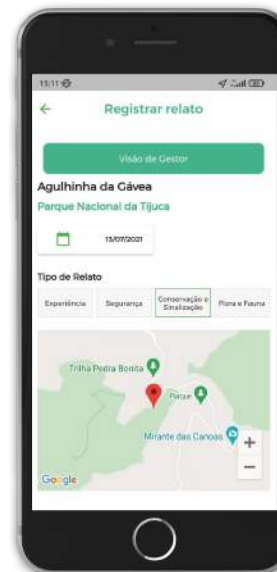 15:11
Registrar relato
Visão de Gestor
Agulhinha da Gávea
Parque Nacional da Tijuca
15/07/2021
Tipo de Relato
Experiência
Segurança
Conservação e
Sinalização
Flora e Fauna
Trilha Pedra Bonita
Parque
Mirante das Canoas
+
−
Google